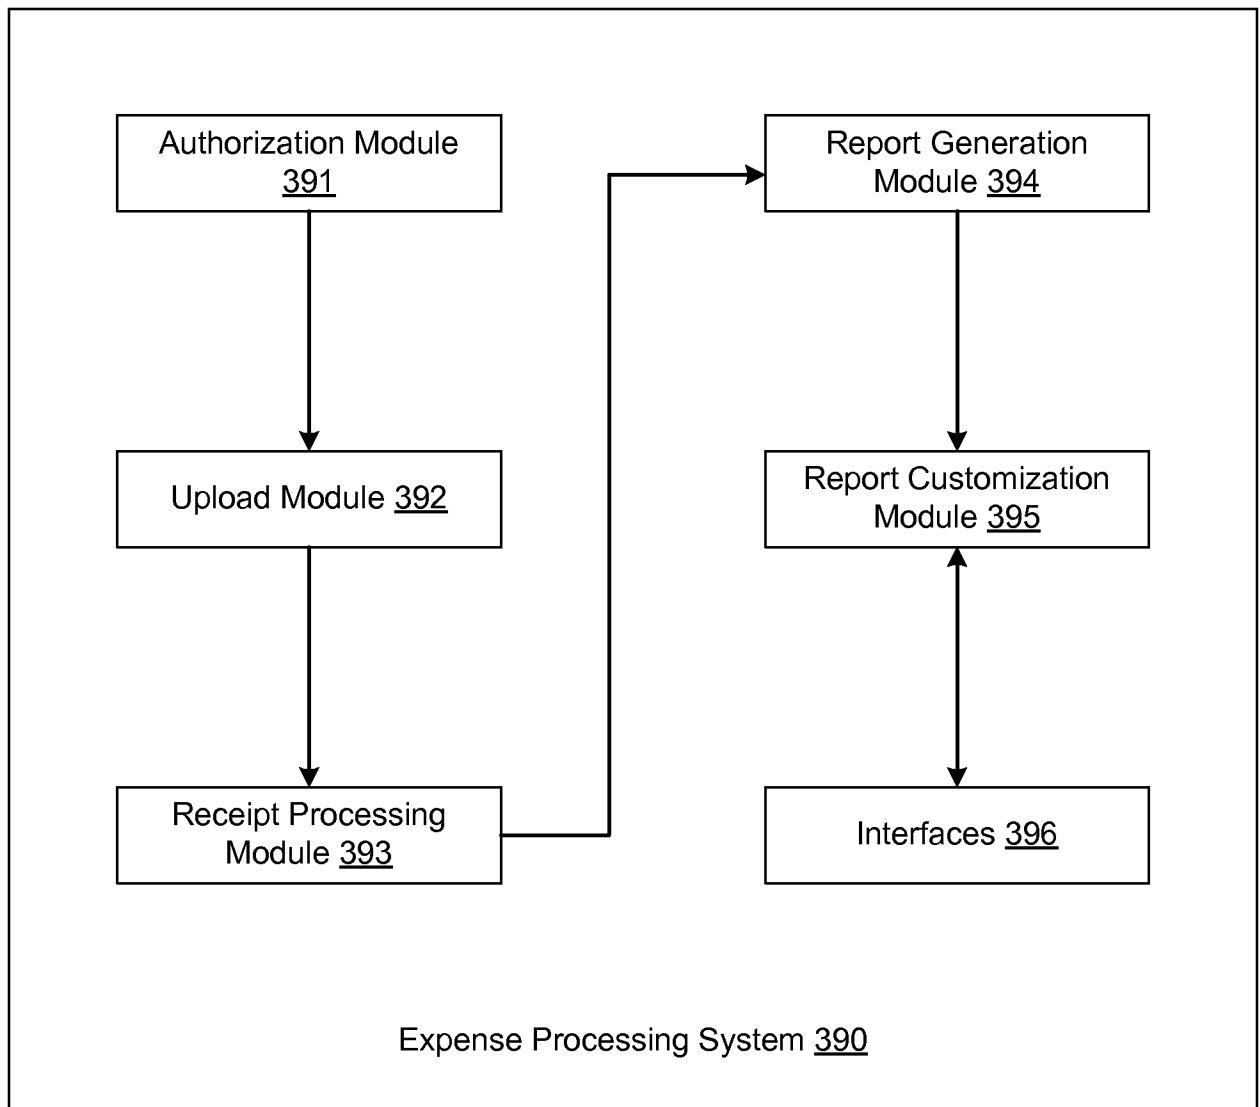 Authorization Module
391
Upload Module 392
Receipt Processing
Module 393
Report Generation
Module 394
Report Customization
Module 395
Interfaces 396
Expense Processing System 390